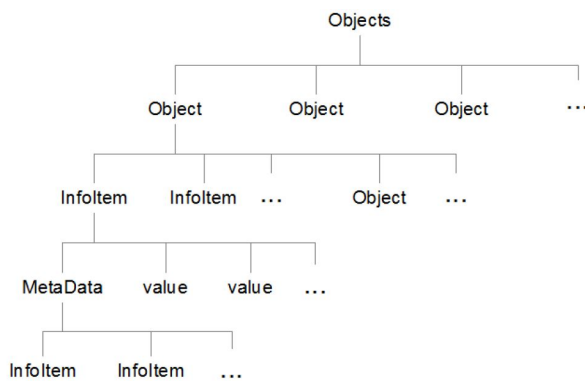 Objects
Object Object Object ...
InfoItem InfoItem ... Object ...
MetaData value value ...
InfoItem InfoItem ...